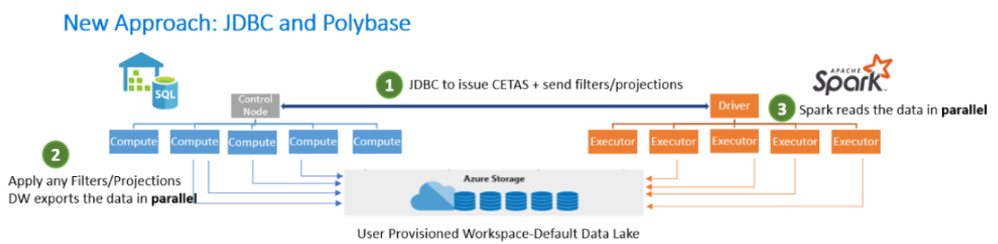 New Approach: JDBC and Polybase
1 JDBC to issue CETAS + send filters/projections
APACHE
Spark
SQL
Control
Node
Driver
3 Spark reads the data in parallel
Compute Compute Compute Compute Compute
Executor Executor Executor Executor Executor
2
Apply any Filters/Projections
DW exports the data in parallel
Azure Storage
User Provisioned Workspace-Default Data Lake